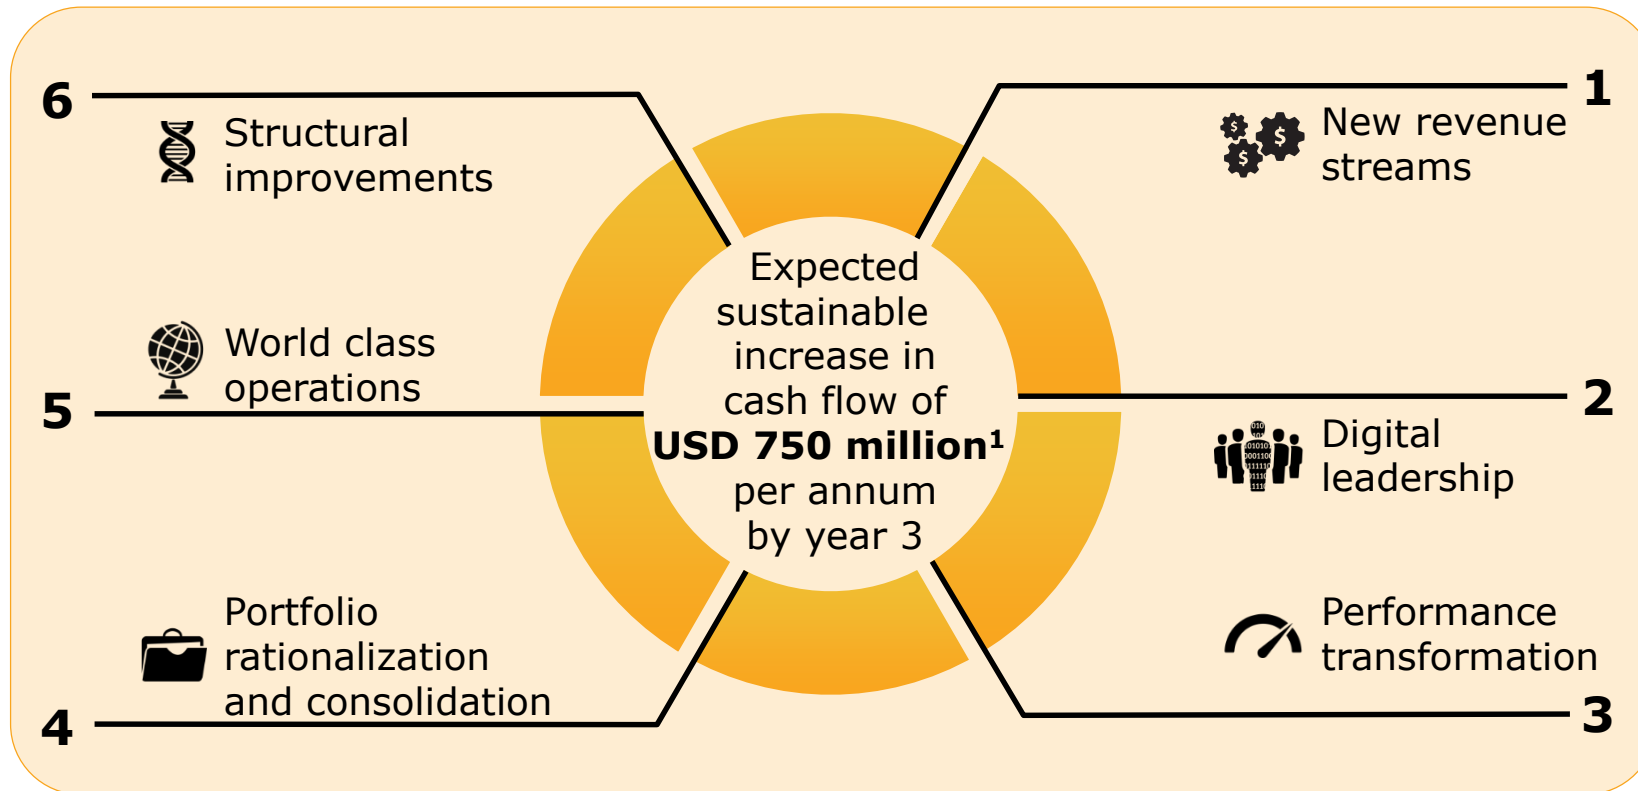 1
New revenue
streams
2
Digital
leadership
3
Performance
transformation
4
Portfolio
rationalization
and consolidation
5
World class
operations
6
Structural
improvements
Expected
sustainable
increase in
cash flow of
USD 750 million¹
per annum
by year 3
$
$
$